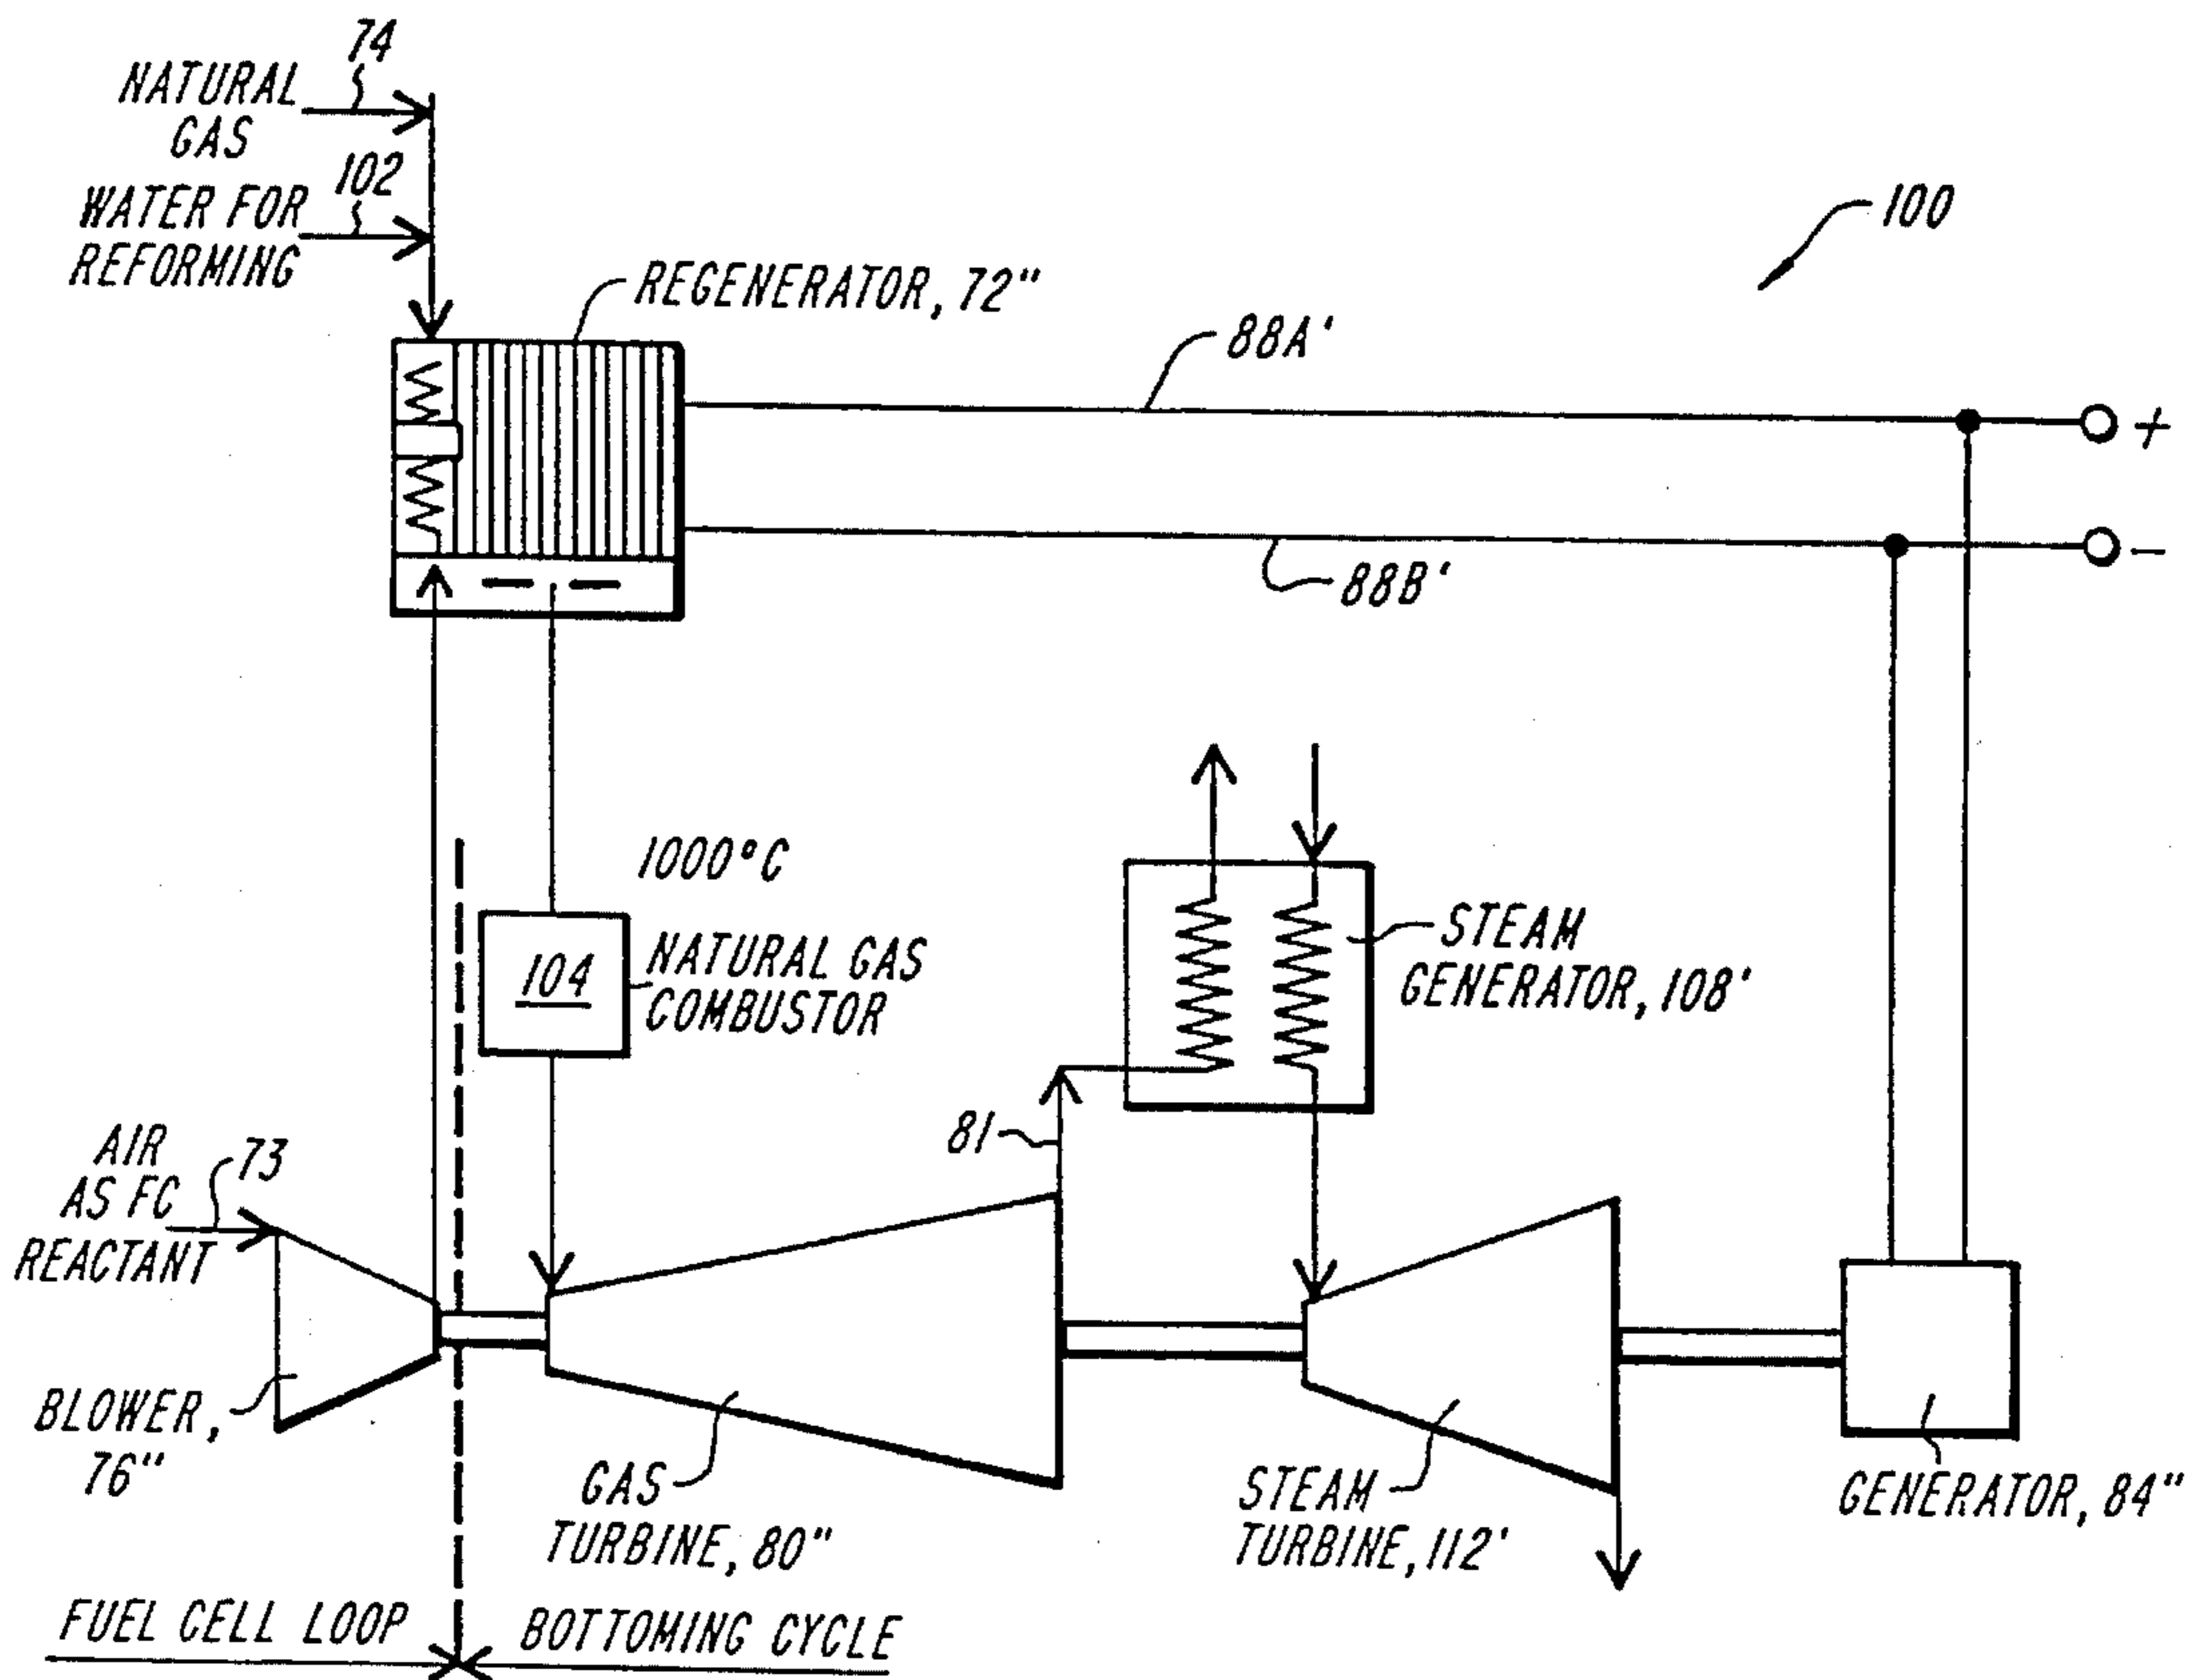 74
NATURAL
GAS
102
WATER FOR
REFORMING
100
REGENERATOR, 72"
88A'
+
88B'
-
1000°C
104
NATURAL GAS
COMBUSTOR
STEAM
GENERATOR, 108'
81
AIR
AS FC
REACTANT
73
BLOWER,
76"
GAS
TURBINE, 80"
STEAM
TURBINE, 112'
GENERATOR, 84"
FUEL CELL LOOP
BOTTOMING CYCLE